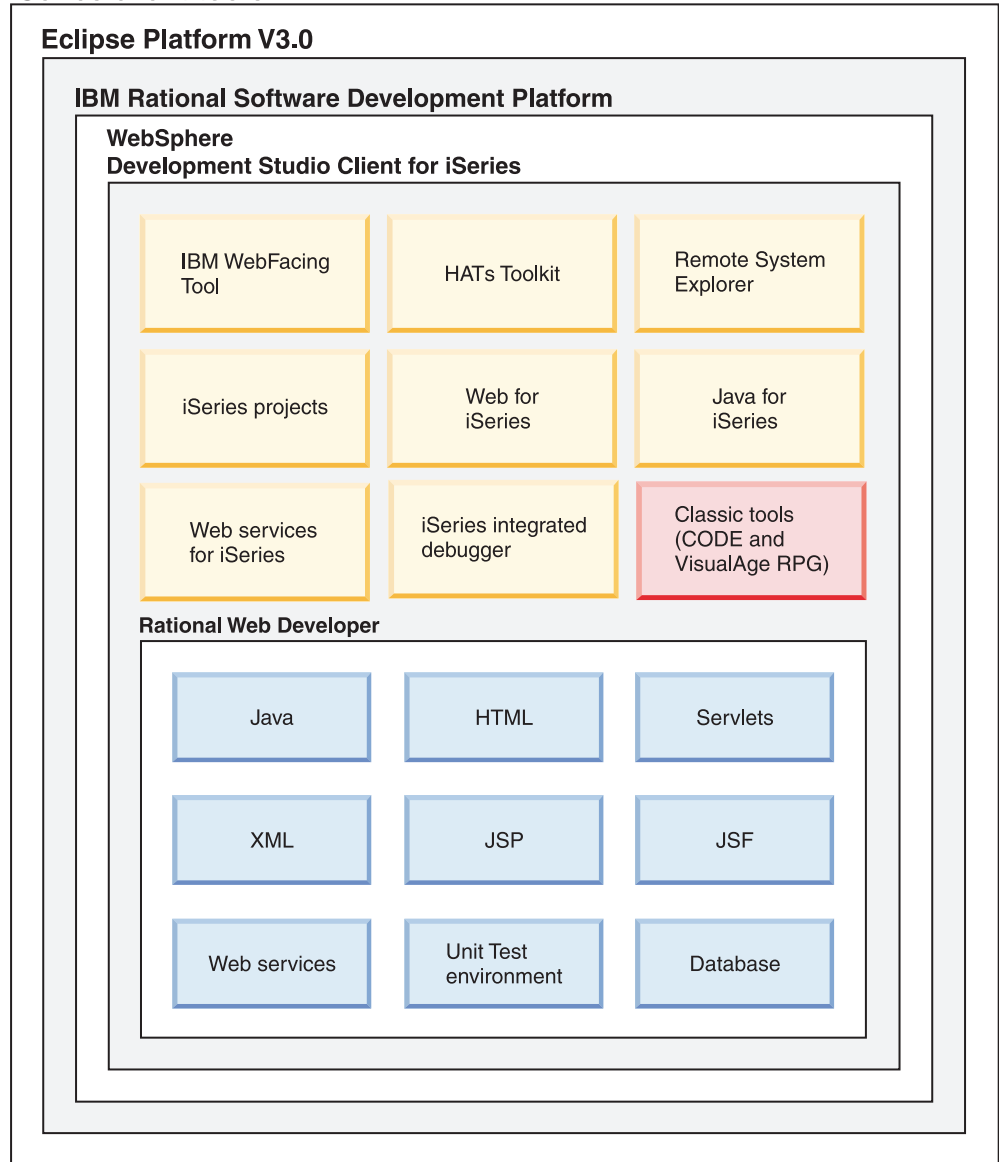 Eclipse Platform V3.0
IBM Rational Software Development Platform
WebSphere
Development Studio Client for iSeries
IBM WebFacing
Tool
HATs Toolkit
Remote System
Explorer
iSeries projects
Web for
iSeries
Java for
iSeries
Web services
for iSeries
iSeries integrated
debugger
Classic tools
(CODE and
VisualAge RPG)
Rational Web Developer
Java
HTML
Servlets
XML
JSP
JSF
Web services
Unit Test
environment
Database